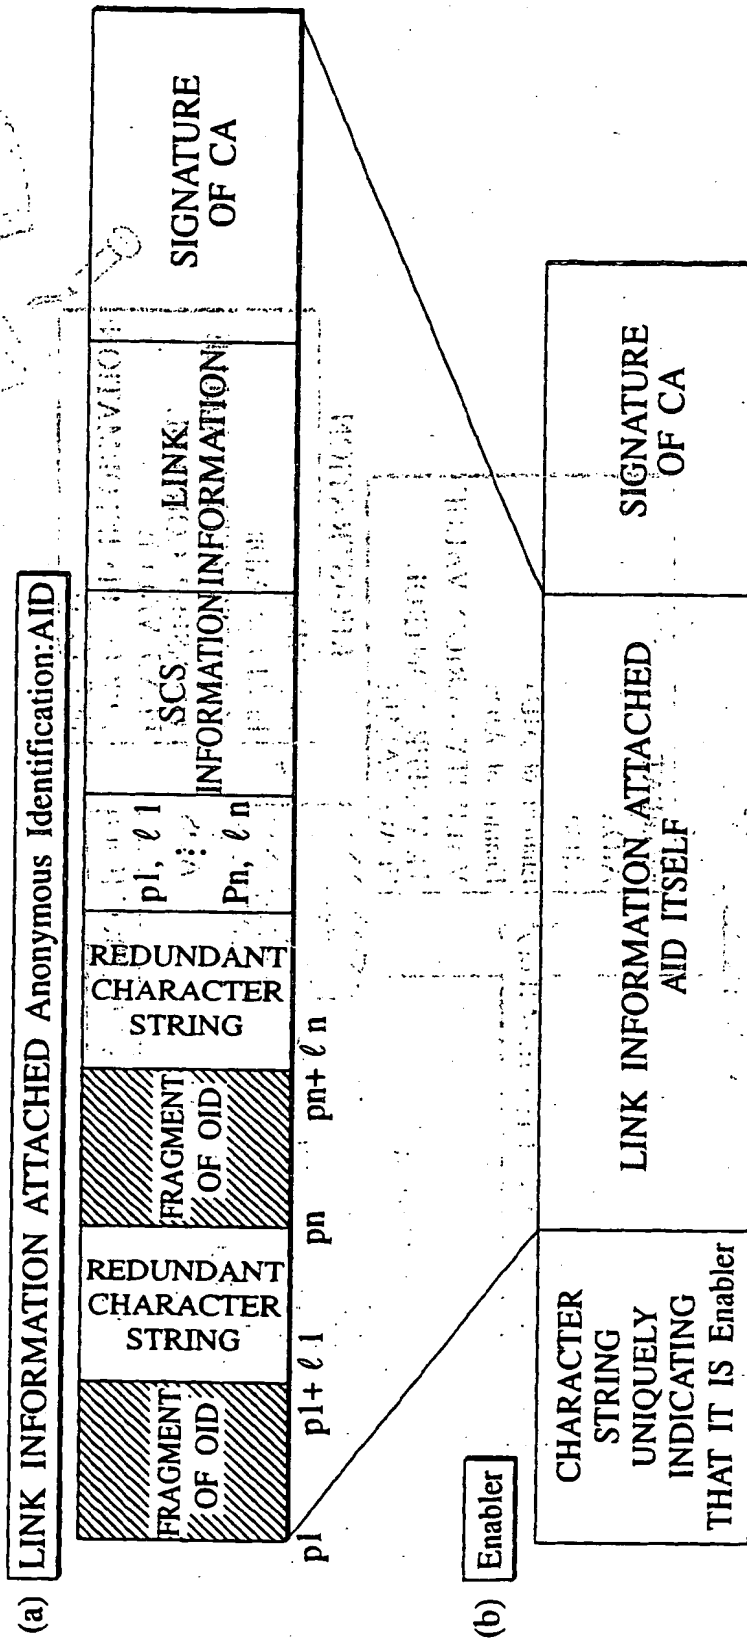 (a) LINK INFORMATION ATTACHED Anonymous Identification:AID
FRAGMENT
OF OID
REDUNDANT
CHARACTER
STRING
FRAGMENT
OF OID
REDUNDANT
CHARACTER
STRING
p1, ℓ 1
⋮
Pn, ℓ n
SCS
INFORMATION
LINK
INFORMATION
SIGNATURE
OF CA
p1
p1+ ℓ 1
pn
pn+ ℓ n
(b) Enabler
CHARACTER
STRING
UNIQUELY
INDICATING
THAT IT IS Enabler
LINK INFORMATION ATTACHED
AID ITSELF
SIGNATURE
OF CA